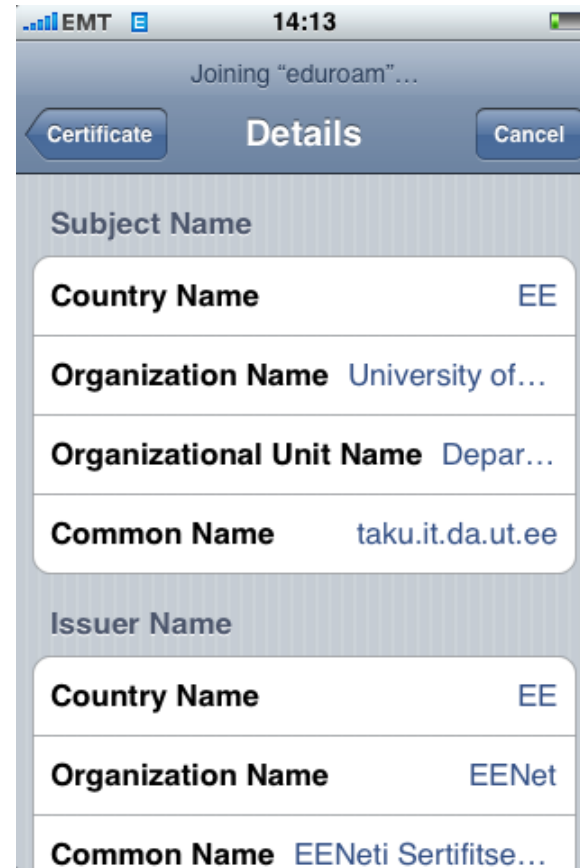 EMT E 14:13
Joining “eduroam”...
Certificate Details Cancel
Subject Name
Country Name EE
Organization Name University of...
Organizational Unit Name Depar...
Common Name taku.it.da.ut.ee
Issuer Name
Country Name EE
Organization Name EENet
Common Name EENeti Sertifitse...